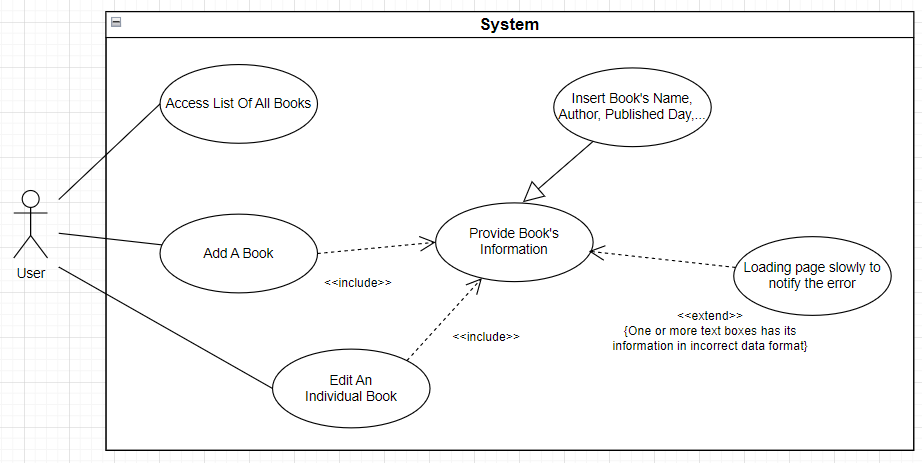 System
Access List Of All Books
Insert Book's Name,
Author, Published Day,...
User
Add A Book
Provide Book's
Information
Loading page slowly to
notify the error
<<include>>
<<extend>>
{One or more text boxes has its
information in incorrect data format}
<<include>>
Edit An
Individual Book